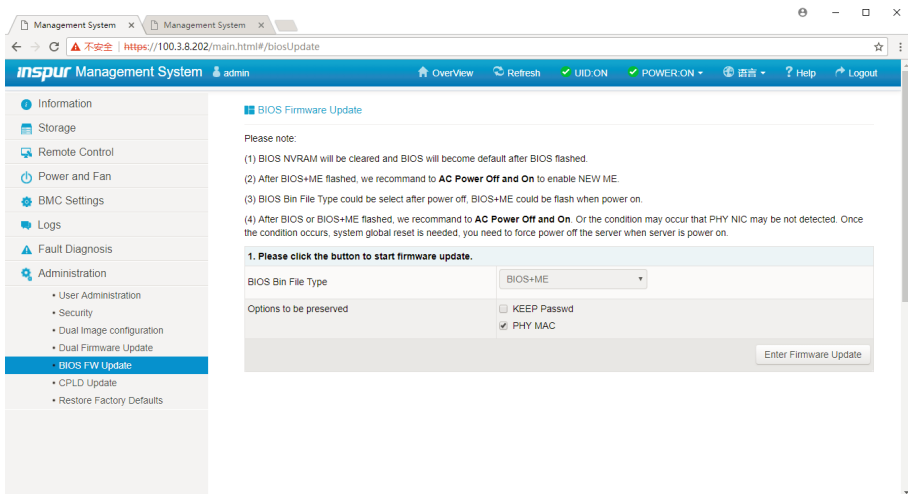 Management System
Management System
不安全 | https://100.3.8.202/main.html#/biosUpdate
inspur Management System admin OverView Refresh UID:ON POWER:ON 语言 ? Help Logout
Information
Storage
Remote Control
Power and Fan
BMC Settings
Logs
Fault Diagnosis
Administration
• User Administration
• Security
• Dual Image configuration
• Dual Firmware Update
• BIOS FW Update
• CPLD Update
• Restore Factory Defaults
BIOS Firmware Update
Please note:
(1) BIOS NVRAM will be cleared and BIOS will become default after BIOS flashed.
(2) After BIOS+ME flashed, we recommand to AC Power Off and On to enable NEW ME.
(3) BIOS Bin File Type could be select after power off, BIOS+ME could be flash when power on.
(4) After BIOS or BIOS+ME flashed, we recommand to AC Power Off and On. Or the condition may occur that PHY NIC may be not detected. Once
the condition occurs, system global reset is needed, you need to force power off the server when server is power on.
1. Please click the button to start firmware update.
BIOS Bin File Type BIOS+ME
Options to be preserved KEEP Passwd
PHY MAC
Enter Firmware Update